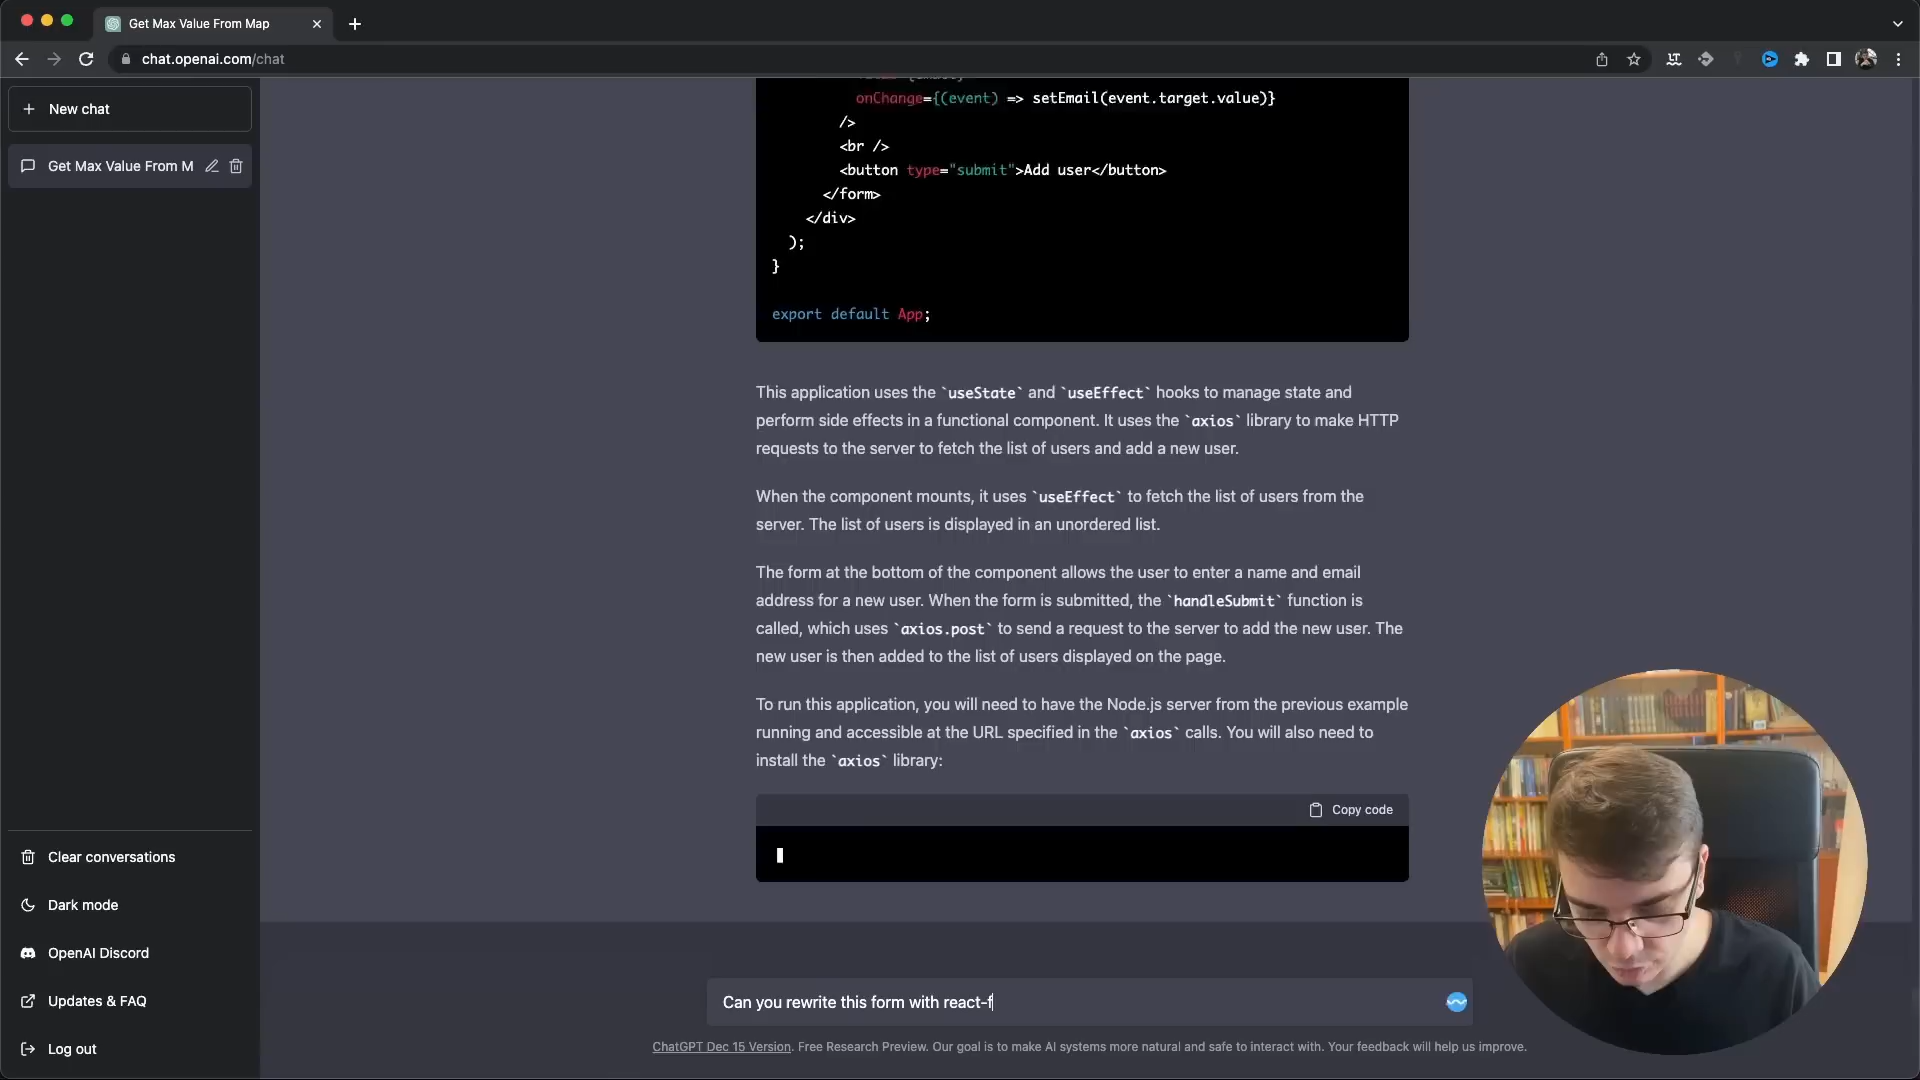 Get Max Value From Map
chat.openai.com/chat
New chat
Get Max Value From M
onChange={(event) => setEmail(event.target.value)}
/>
<br />
<button type="submit">Add user</button>
</form>
</div>
);
}
export default App;
This application uses the `useState` and `useEffect` hooks to manage state and
perform side effects in a functional component. It uses the `axios` library to make HTTP
requests to the server to fetch the list of users and add a new user.
When the component mounts, it uses `useEffect` to fetch the list of users from the
server. The list of users is displayed in an unordered list.
The form at the bottom of the component allows the user to enter a name and email
address for a new user. When the form is submitted, the `handleSubmit` function is
called, which uses `axios.post` to send a request to the server to add the new user. The
new user is then added to the list of users displayed on the page.
To run this application, you will need to have the Node.js server from the previous example
running and accessible at the URL specified in the `axios` calls. You will also need to
install the `axios` library:
Copy code
Clear conversations
Dark mode
OpenAI Discord
Updates & FAQ
Log out
Can you rewrite this form with react-f
ChatGPT Dec 15 Version. Free Research Preview. Our goal is to make AI systems more natural and safe to interact with. Your feedback will help us improve.